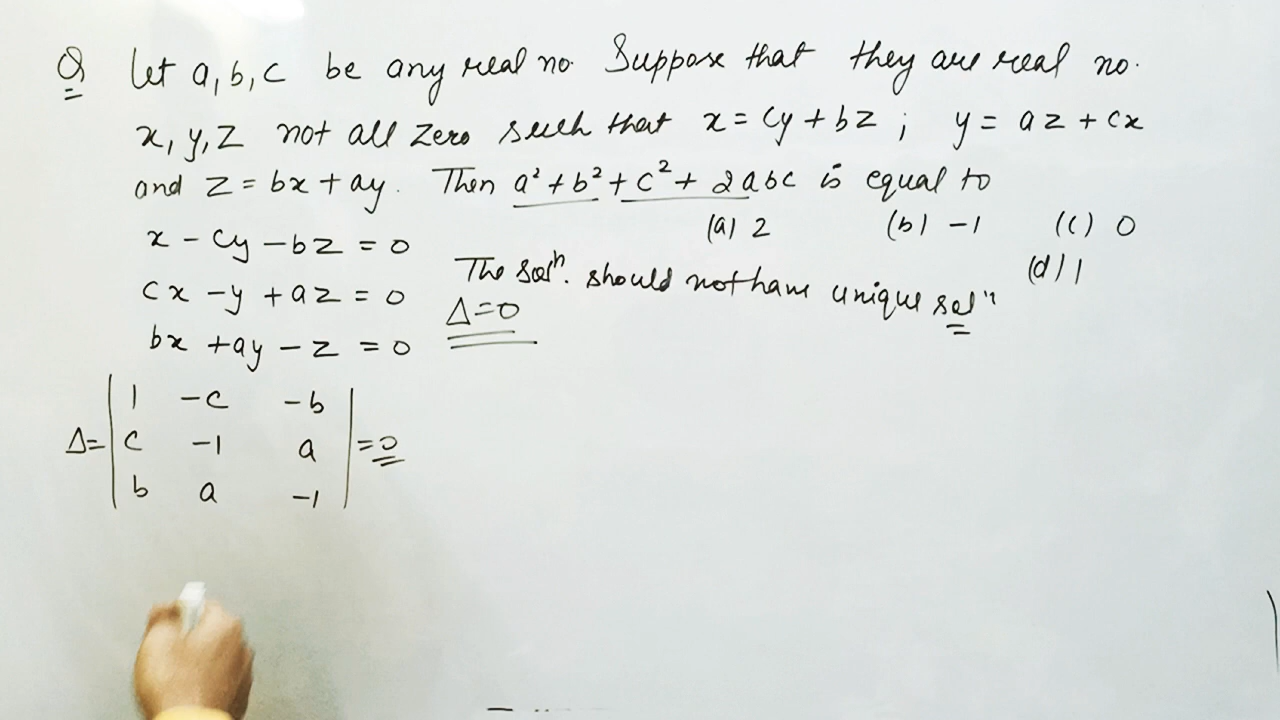 Q Let a, b, c be any real no. Suppose that they are real no.
x, y, z not all zero such that x = cy + bz ; y = az + cx
and z = bx + ay. Then a² + b² + c² + 2abc is equal to
(a) 2 (b) -1 (c) 0
(d) 1
x - cy - bz = 0
cx - y + az = 0
bx + ay - z = 0
The solⁿ. should not have unique solⁿ
Δ=0
Δ= | 1 -c -b | = 0
| c -1 a |
| b a -1 |